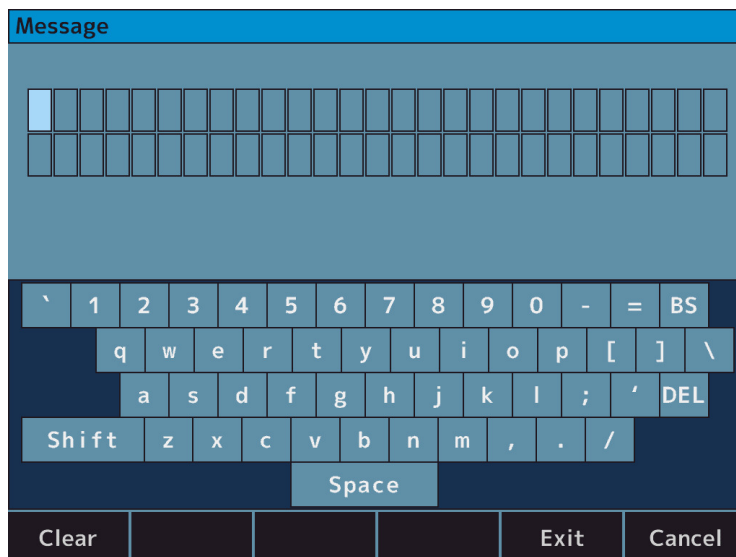 Message
` 1 2 3 4 5 6 7 8 9 0 - = BS
q w e r t y u i o p [ ] \
a s d f g h j k l ; ‘ DEL
Shift z x c v b n m , . /
Space
Clear Exit Cancel